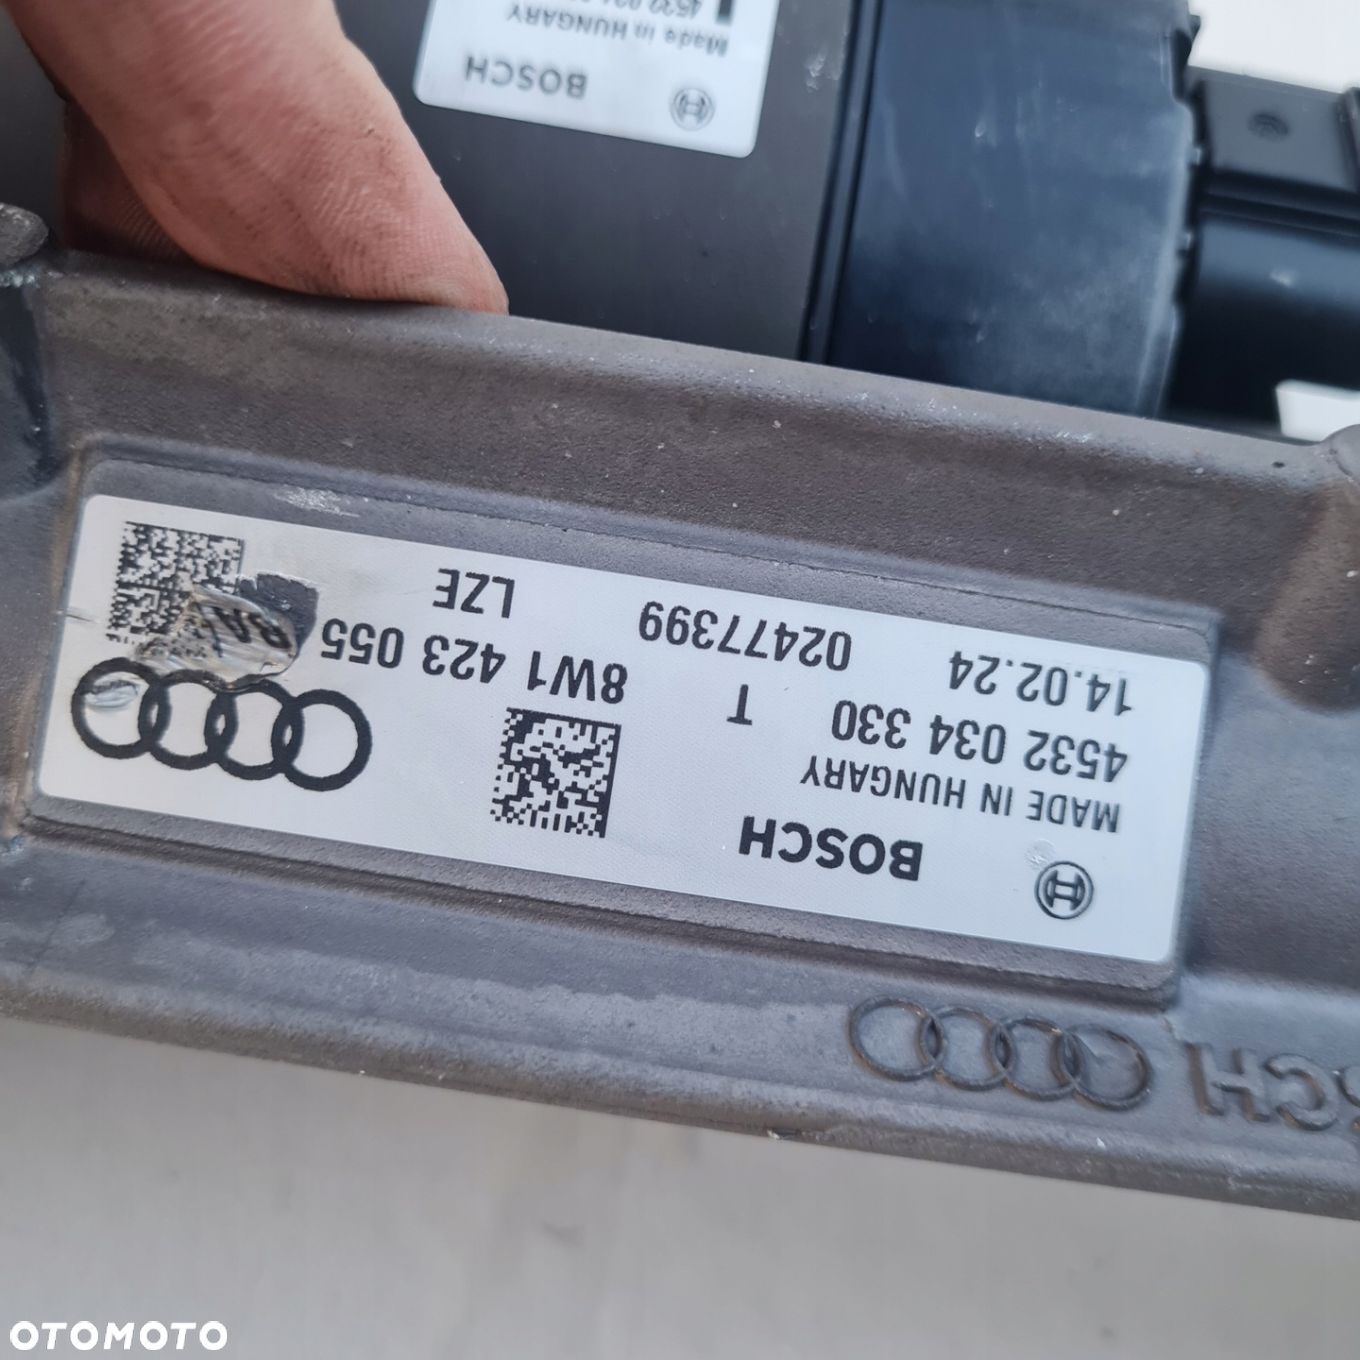 BOSCH
MADE IN HUNGARY
4532 034 330
14.02.24
T
02477399
8W1 423 055
LZE
BOSCH
Made in HUNGARY
OTOMOTO